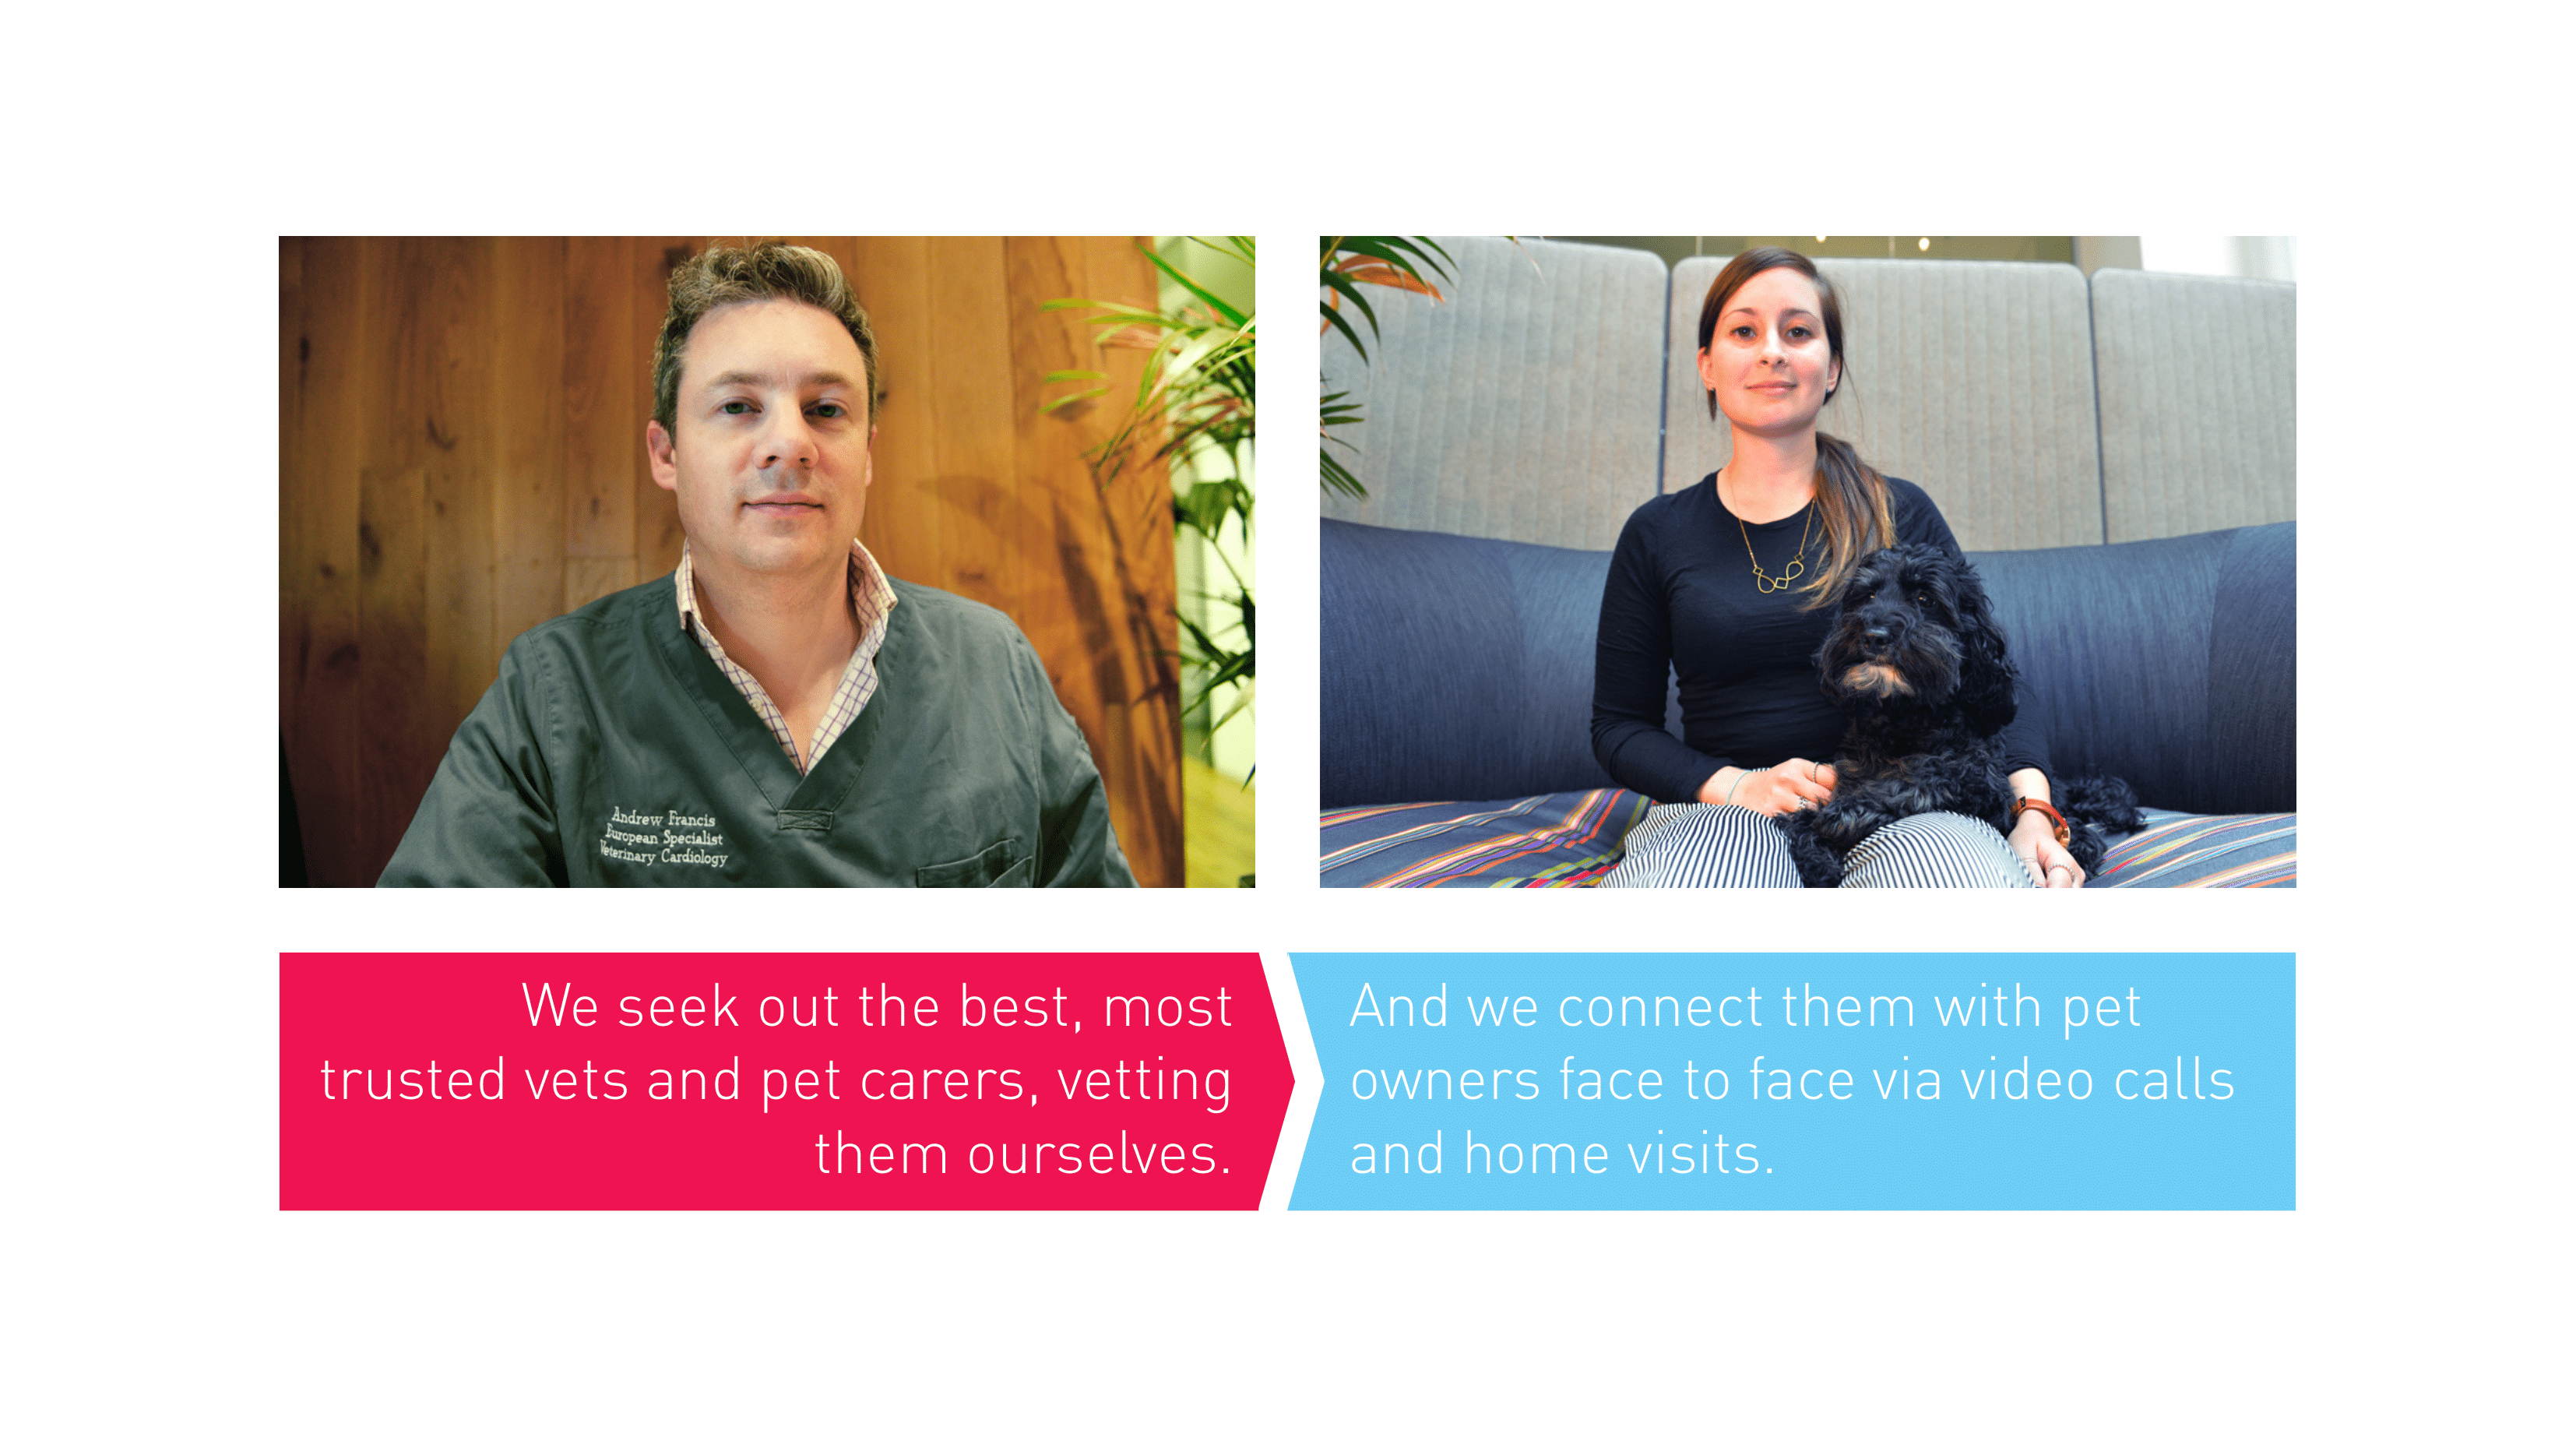 Andrew Francis
European Specialist
Veterinary Cardiology
We seek out the best, most
trusted vets and pet carers, vetting
them ourselves.
And we connect them with pet
owners face to face via video calls
and home visits.